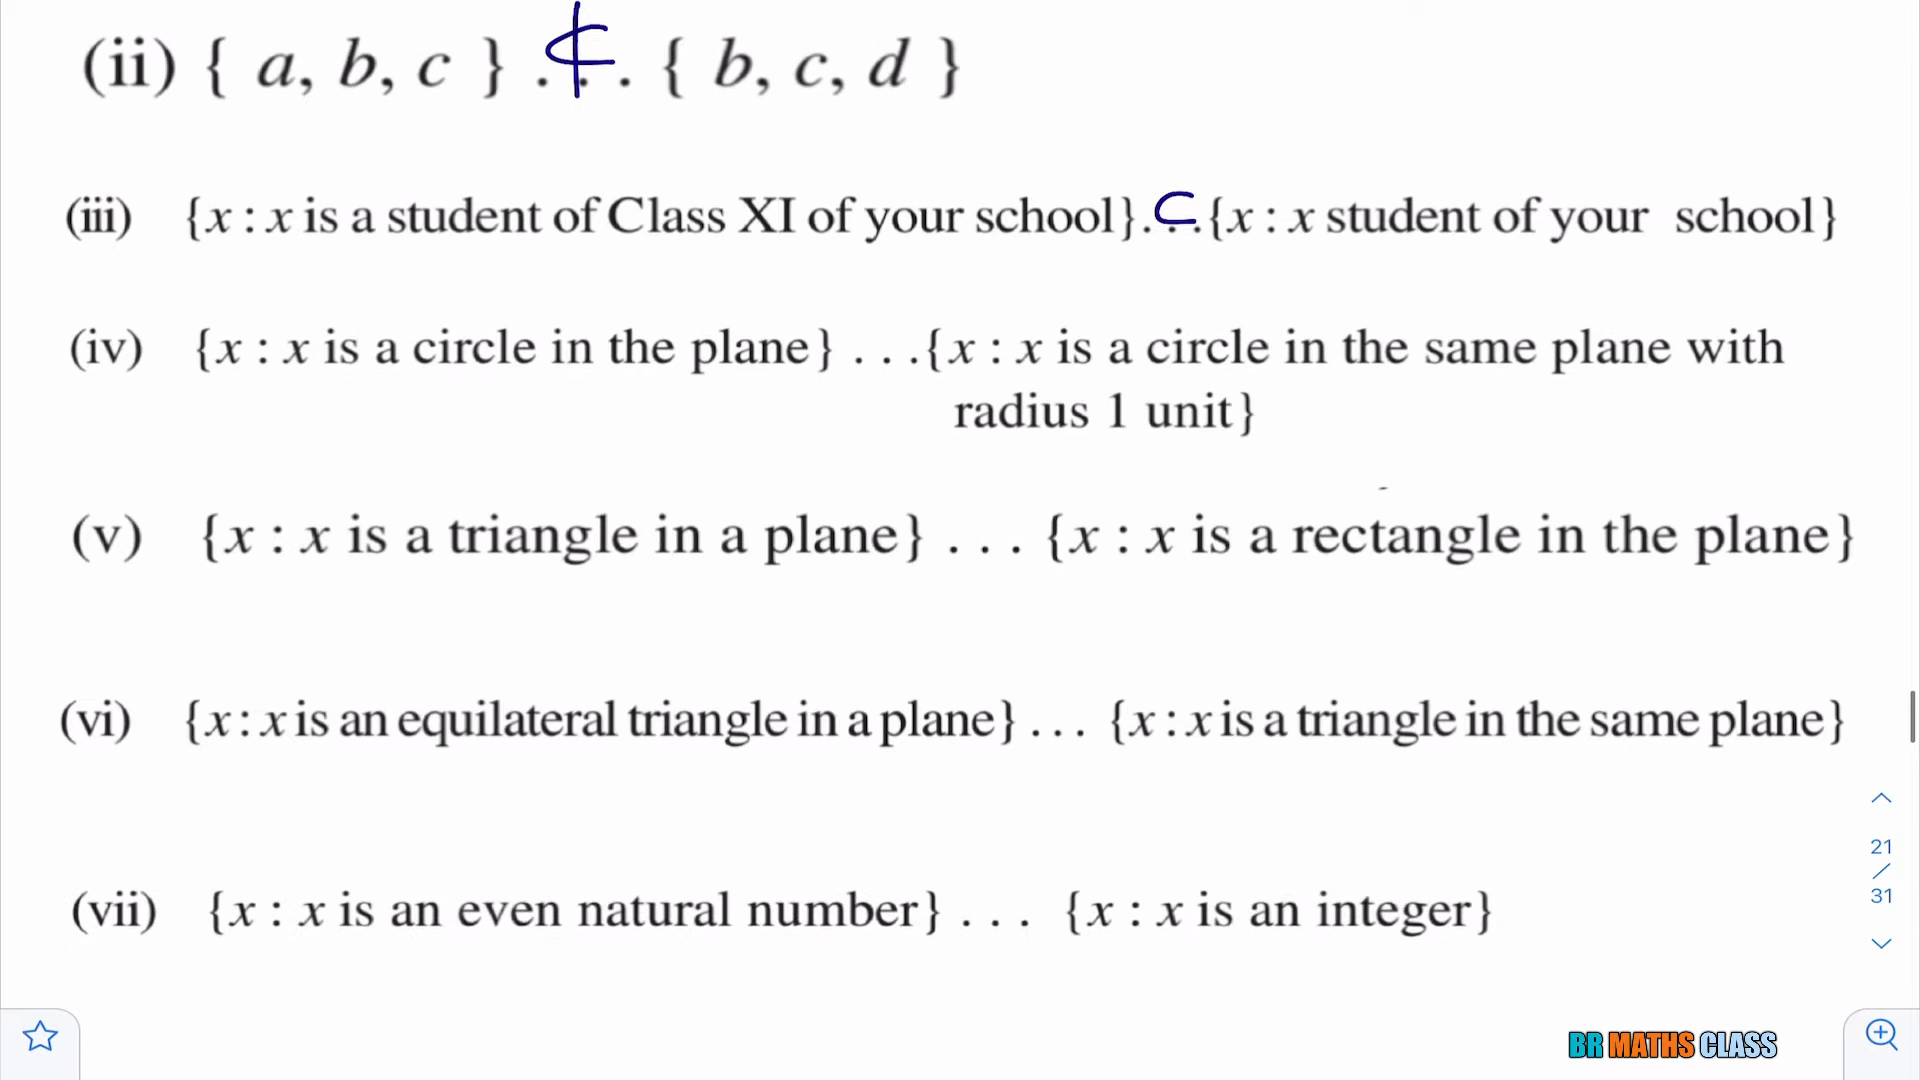 (ii) { a, b, c } . ⊄ . { b, c, d }
(iii) {x : x is a student of Class XI of your school}. ⊂ .{x : x student of your school}
(iv) {x : x is a circle in the plane} . . .{x : x is a circle in the same plane with
radius 1 unit}
(v) {x : x is a triangle in a plane} . . . {x : x is a rectangle in the plane}
(vi) {x : x is an equilateral triangle in a plane} . . . {x : x is a triangle in the same plane}
(vii) {x : x is an even natural number} . . . {x : x is an integer}
21
/
31
BR MATHS CLASS